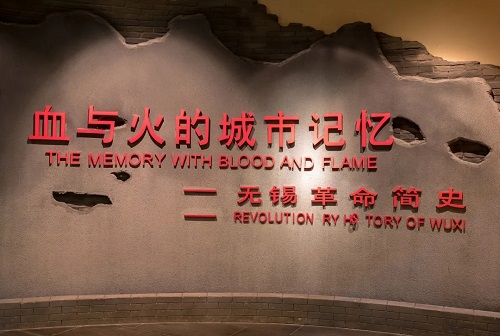 血与火的城市记忆
THE MEMORY WITH BLOOD AND FLAME
——无锡革命简史
REVOLUTION RY HS TORY OF WUXI